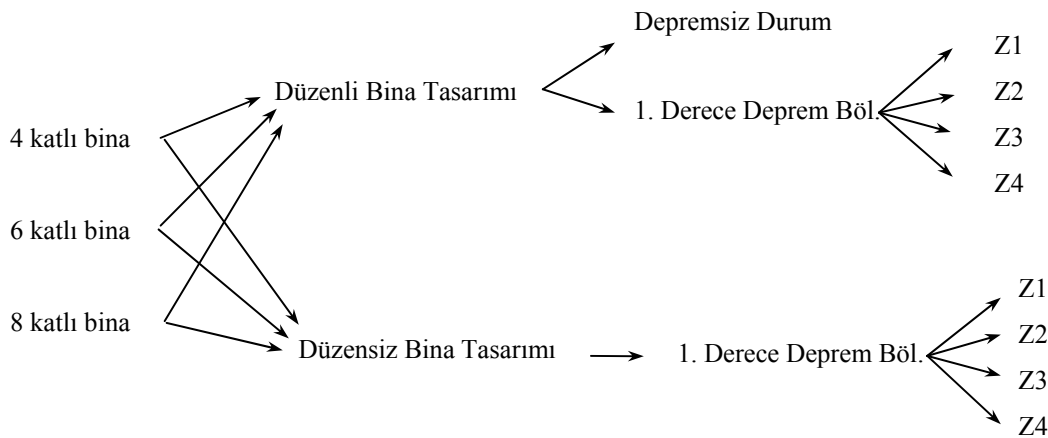 Depremsiz Durum
Düzenli Bina Tasarımı
1. Derece Deprem Böl.
Z1
Z2
Z3
Z4
4 katlı bina
6 katlı bina
8 katlı bina
Düzensiz Bina Tasarımı
1. Derece Deprem Böl.
Z1
Z2
Z3
Z4